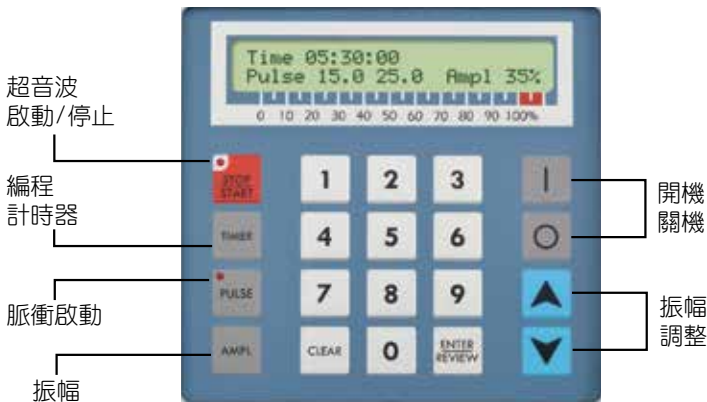 Time 05:30:00
Pulse 15.0 25.0 Ampl 35%
0 10 20 30 40 50 60 70 80 90 100%
超音波
啟動/停止
編程
計時器
脈衝啟動
振幅
STOP
START
TIMER
PULSE
AMPL
1 2 3
4 5 6
7 8 9
CLEAR 0 ENTER
REVIEW
I
O
開機
關機
振幅
調整